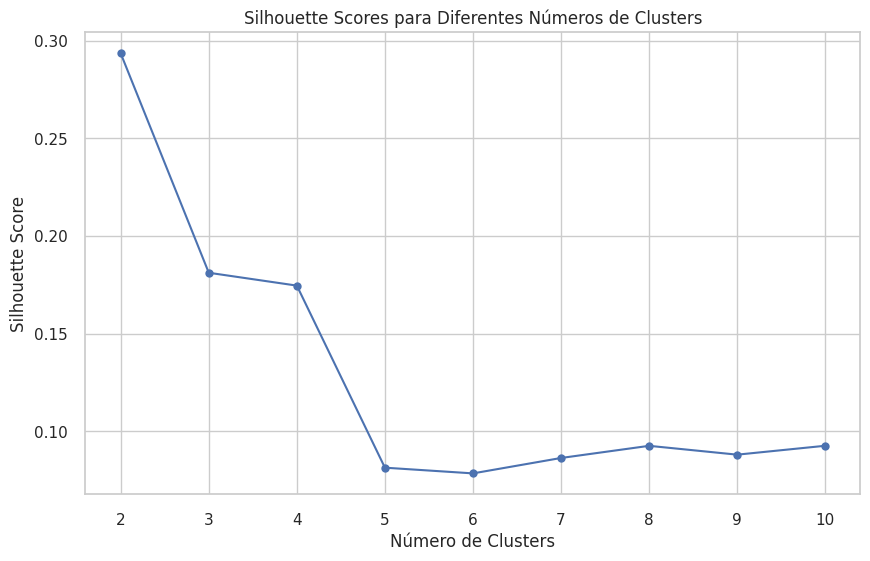 Silhouette Scores para Diferentes Números de Clusters
0.30
0.25
0.20
0.15
0.10
Silhouette Score
2 3 4 5 6 7 8 9 10
Número de Clusters